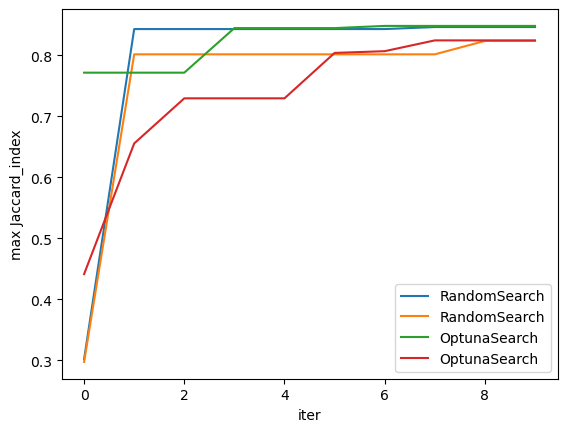 max Jaccard_index
0.8
0.7
0.6
0.5
0.4
0.3
0
2
4
6
8
iter
RandomSearch
RandomSearch
OptunaSearch
OptunaSearch